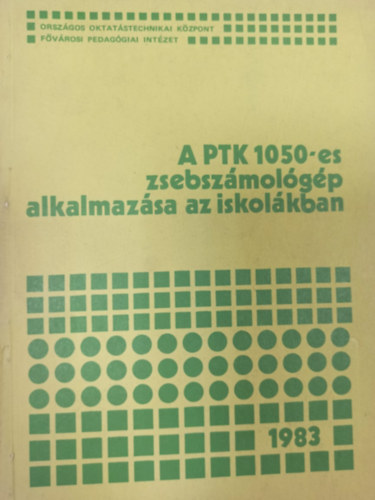 ORSZÁGOS OKTATÁSTECHNIKAI KÖZPONT
FŐVÁROSI PEDAGÓGIAI INTÉZET
A PTK 1050-es
zsebszámológép
alkalmazása az iskolákban
1983